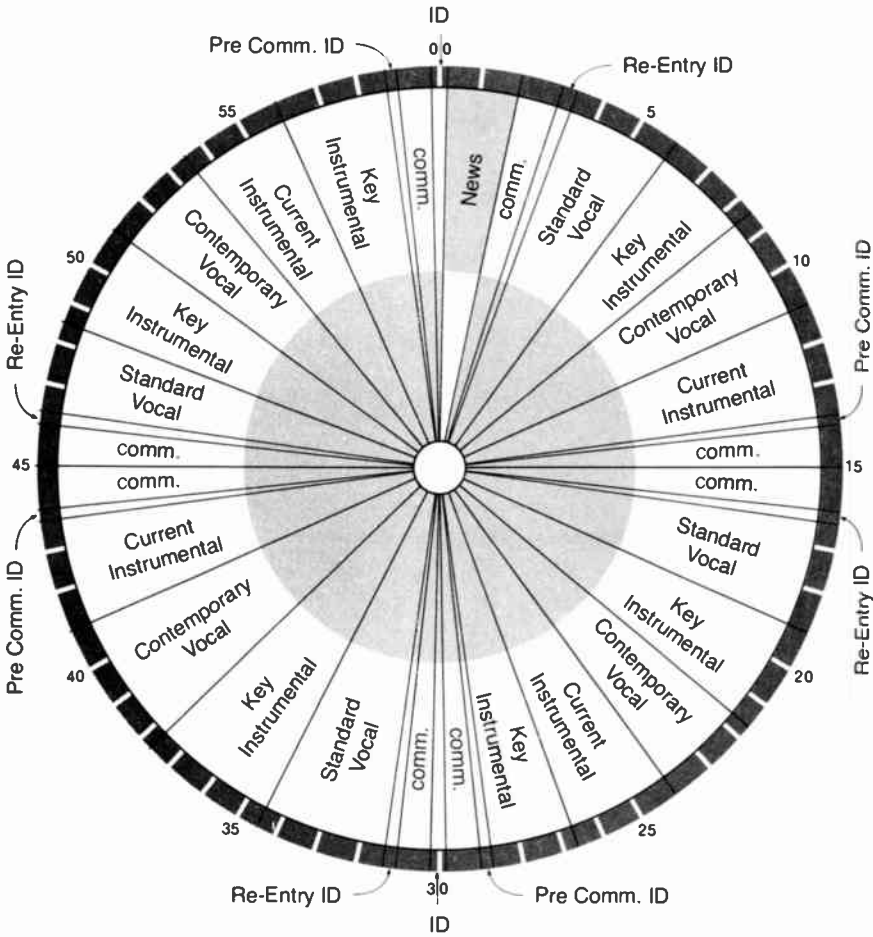 ID
00
Pre Comm. ID
Re-Entry ID
News
comm.
Standard
Vocal
5
Key
Instrumental
Contemporary
Vocal
10
Current
Instrumental
Pre Comm. ID
comm.
15
comm.
Re-Entry ID
Standard
Vocal
Key
Instrumental
20
Contemporary
Vocal
Current
Instrumental
25
Key
Instrumental
Pre Comm. ID
comm.
30
ID
comm.
Re-Entry ID
Standard
Vocal
35
Key
Instrumental
Contemporary
Vocal
40
Current
Instrumental
Pre Comm. ID
comm.
45
comm.
Re-Entry ID
Standard
Vocal
Key
Instrumental
50
Contemporary
Vocal
Current
Instrumental
55
Key
Instrumental
comm.